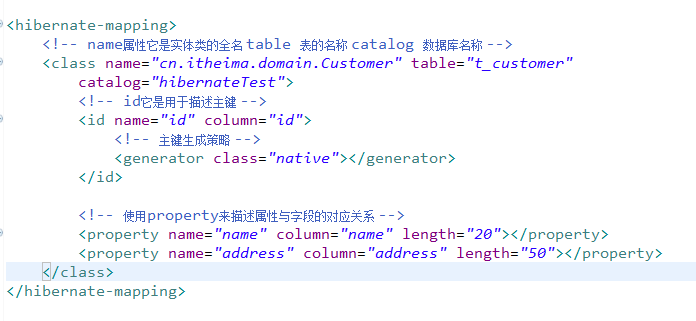 <hibernate-mapping>
<!-- name属性它是实体类的全名 table 表的名称 catalog 数据库名称 -->
<class name="cn.itheima.domain.Customer" table="t_customer"
catalog="hibernateTest">
<!-- id它是用于描述主键 -->
<id name="id" column="id">
<!-- 主键生成策略 -->
<generator class="native"></generator>
</id>
<!-- 使用property来描述属性与字段的对应关系 -->
<property name="name" column="name" length="20"></property>
<property name="address" column="address" length="50"></property>
</class>
</hibernate-mapping>